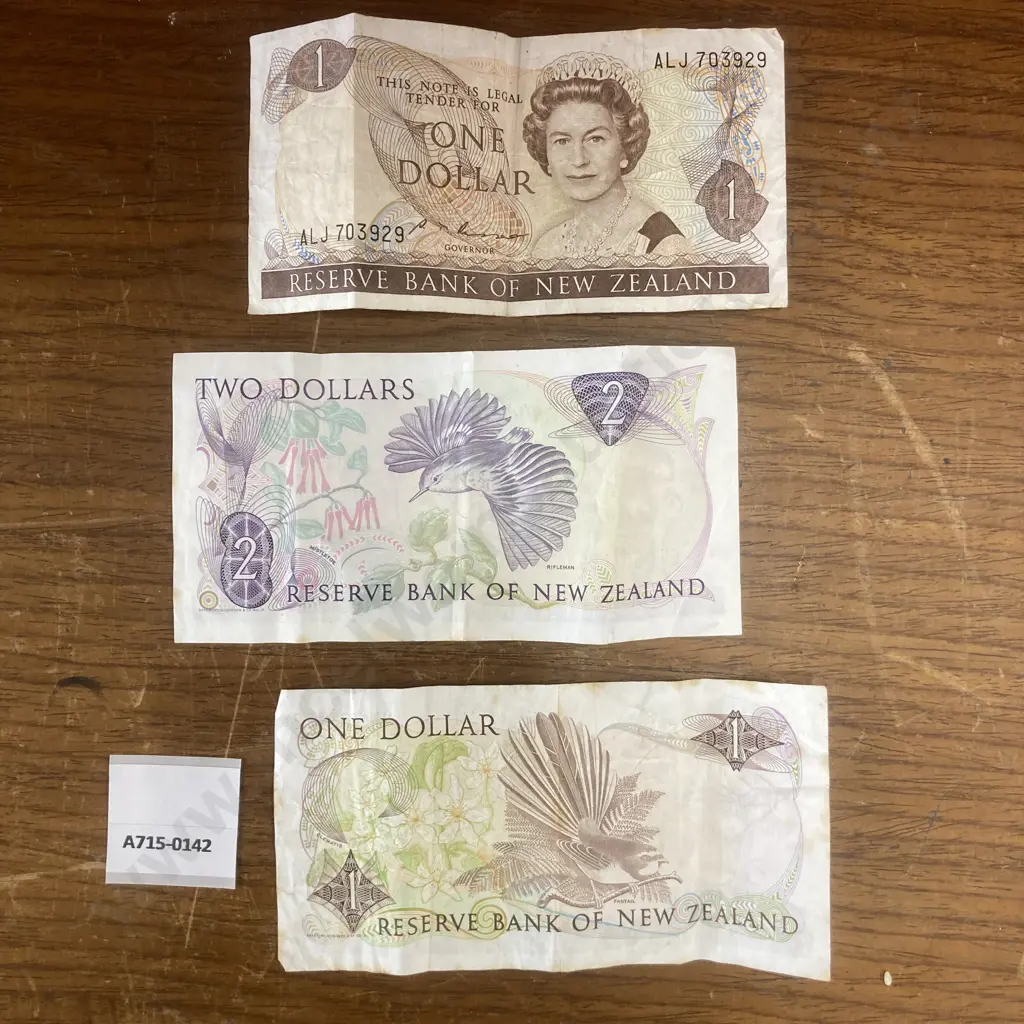 1
ALJ 703929
THIS NOTE IS LEGAL
TENDER FOR
ONE
DOLLAR
1
ALJ 703929
GOVERNOR
RESERVE BANK OF NEW ZEALAND
TWO DOLLARS
2
2
MISTLETOE
RIFLEMAN
RESERVE BANK OF NEW ZEALAND
ONE DOLLAR
1
A715-0142
1
FANTAIL
RESERVE BANK OF NEW ZEALAND